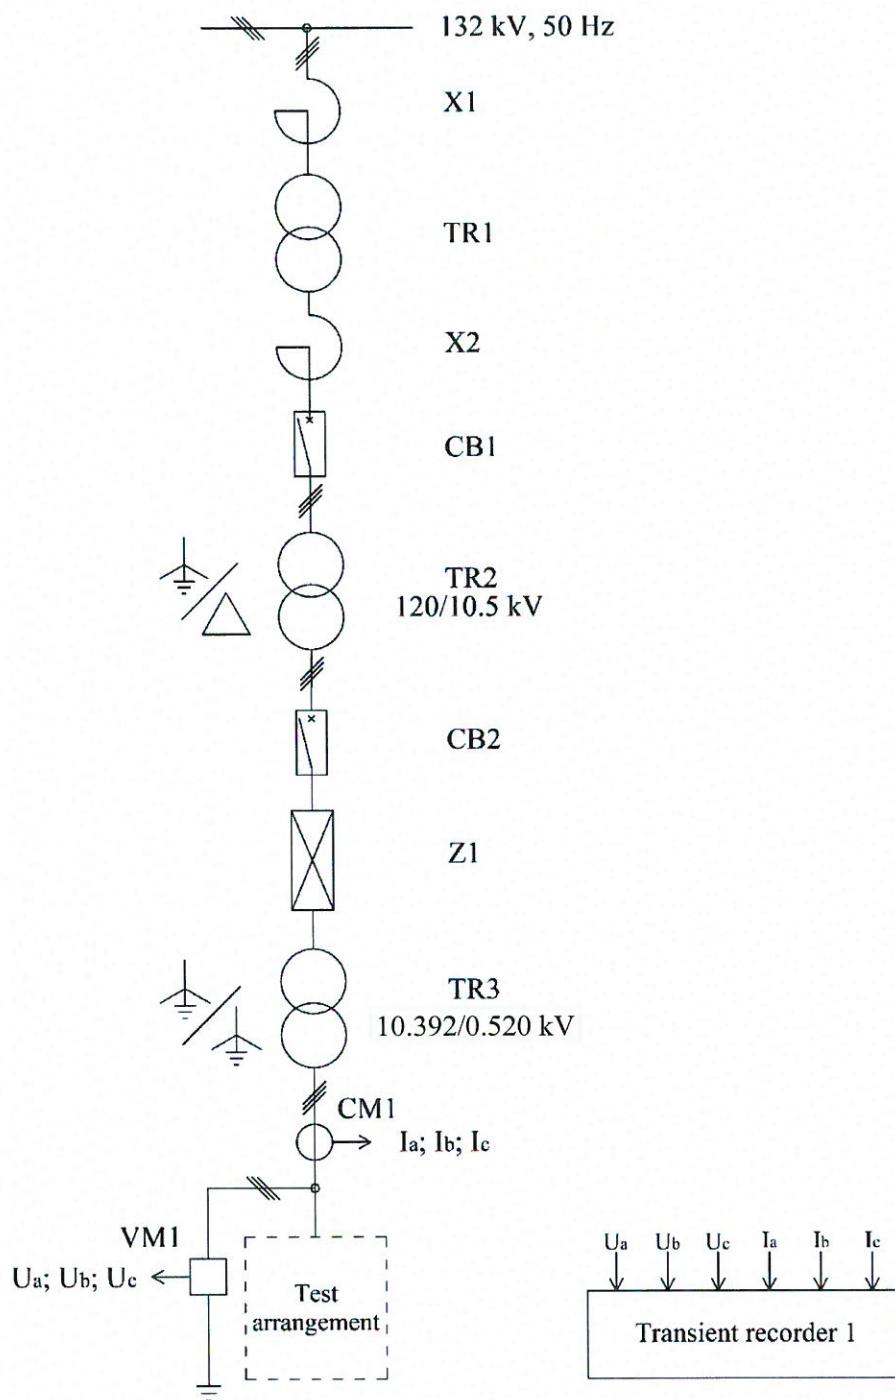 132 kV, 50 Hz
X1
TR1
X2
CB1
TR2
120/10.5 kV
CB2
Z1
TR3
10.392/0.520 kV
CM1
Ia; Ib; Ic
VM1
Ua; Ub; Uc
Test
arrangement
Ua Ub Uc Ia Ib Ic
Transient recorder 1